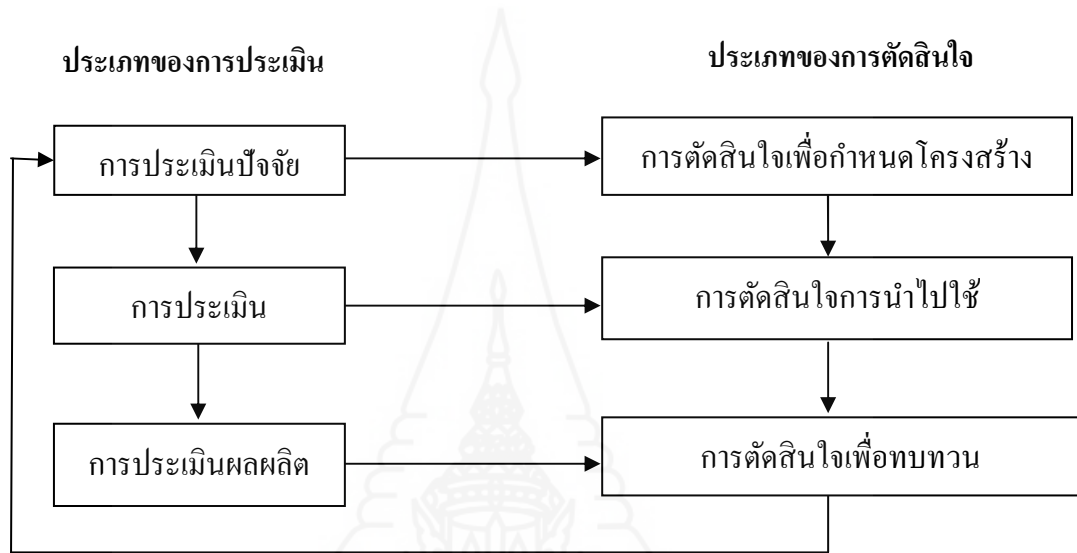 ประเภทของการประเมิน
ประเภทของการตัดสินใจ
การประเมินปัจจัย
การตัดสินใจเพื่อกำหนดโครงสร้าง
การประเมิน
การตัดสินใจการนำไปใช้
การประเมินผลผลิต
การตัดสินใจเพื่อทบทวน